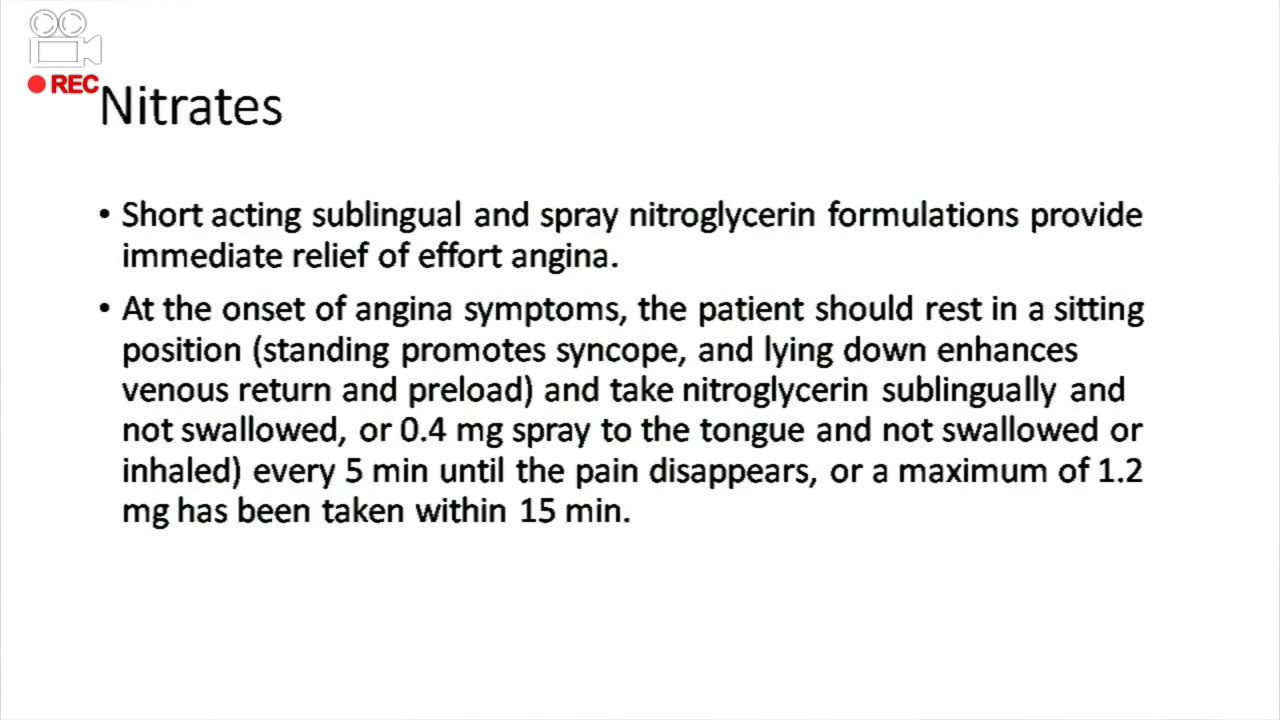 REC
Nitrates
• Short acting sublingual and spray nitroglycerin formulations provide
immediate relief of effort angina.
• At the onset of angina symptoms, the patient should rest in a sitting
position (standing promotes syncope, and lying down enhances
venous return and preload) and take nitroglycerin sublingually and
not swallowed, or 0.4 mg spray to the tongue and not swallowed or
inhaled) every 5 min until the pain disappears, or a maximum of 1.2
mg has been taken within 15 min.